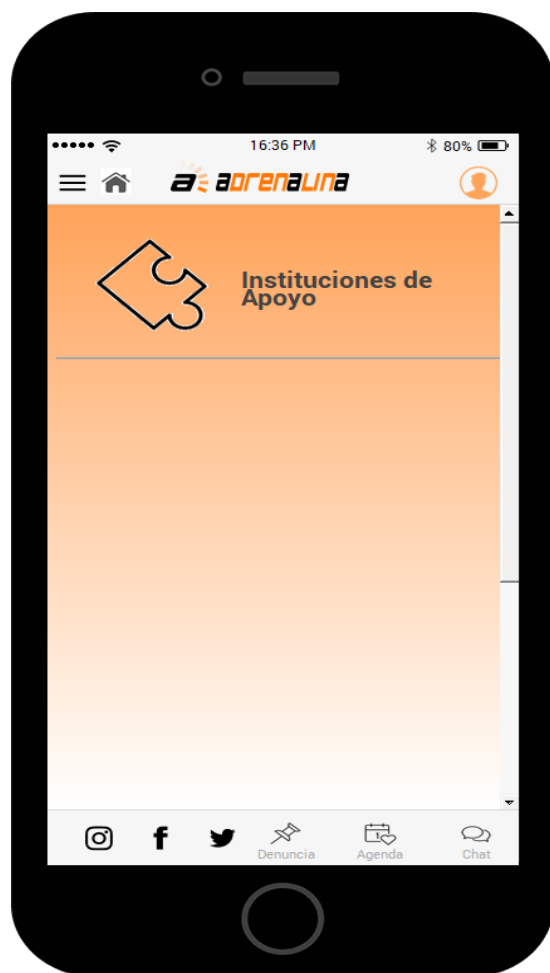 16:36 PM
80%
a adrenalina
Instituciones de
Apoyo
Denuncia
Agenda
Chat